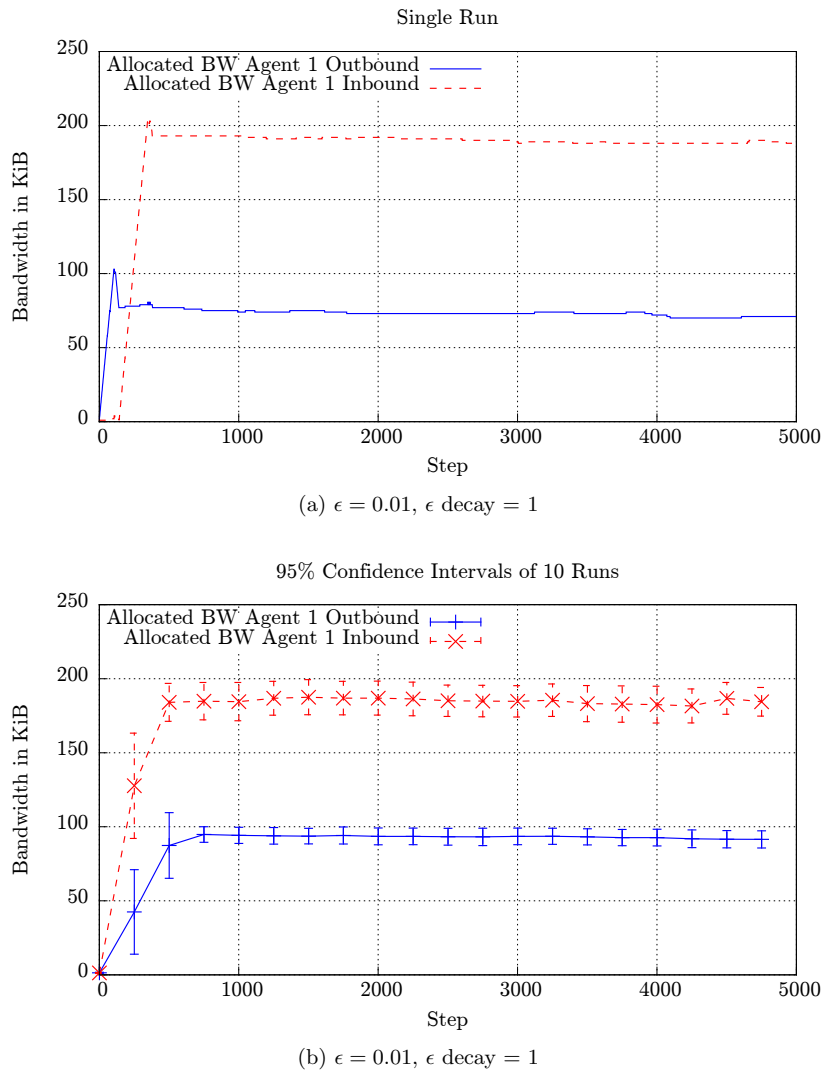 Single Run
250
200
150
100
50
0
Bandwidth in KiB
Allocated BW Agent 1 Outbound
Allocated BW Agent 1 Inbound
0 1000 2000 3000 4000 5000
Step
(a) ϵ = 0.01, ϵ decay = 1
95% Confidence Intervals of 10 Runs
250
200
150
100
50
0
Bandwidth in KiB
Allocated BW Agent 1 Outbound
Allocated BW Agent 1 Inbound
0 1000 2000 3000 4000 5000
Step
(b) ϵ = 0.01, ϵ decay = 1